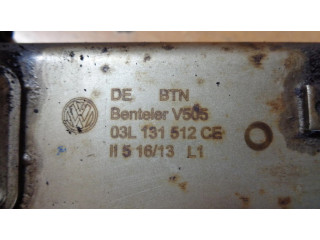 DE BTN
Benteler V505
03L 131 512 CE
II 5 16/13 L1